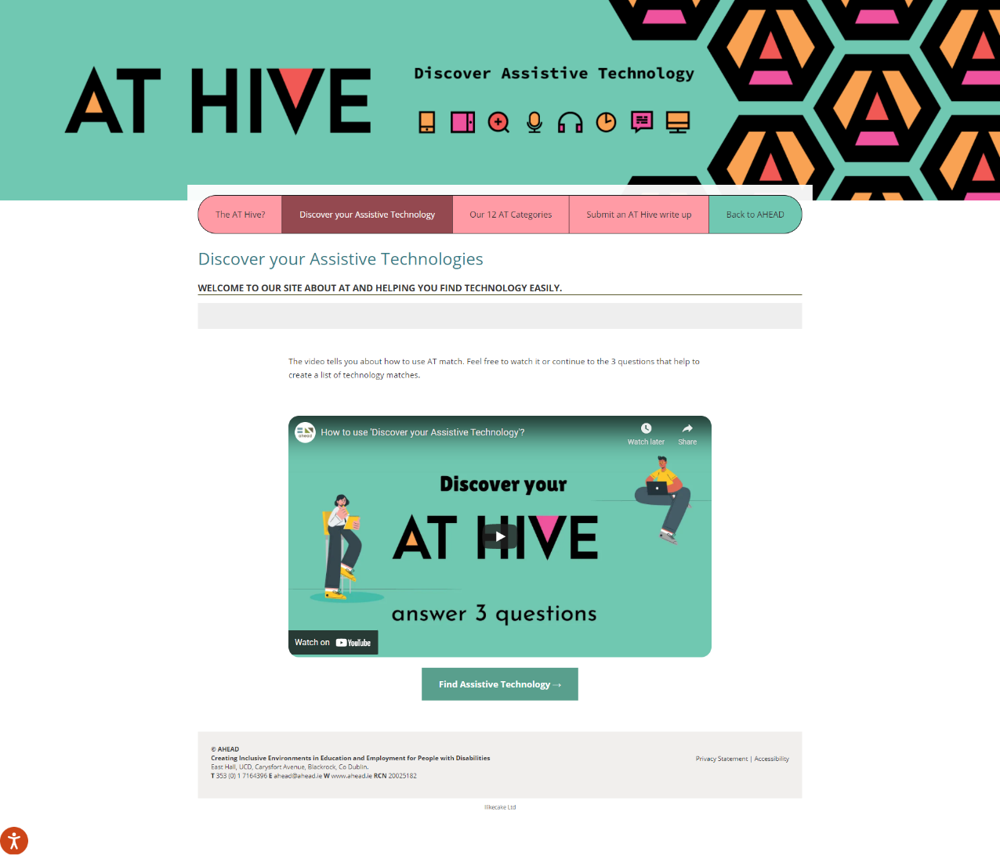 AT HIVE
Discover Assistive Technology
The AT Hive?
Discover your Assistive Technology
Our 12 AT Categories
Submit an AT Hive write up
Back to AHEAD
Discover your Assistive Technologies
WELCOME TO OUR SITE ABOUT AT AND HELPING YOU FIND TECHNOLOGY EASILY.
The video tells you about how to use AT match. Feel free to watch it or continue to the 3 questions that help to
create a list of technology matches.
ahead
How to use 'Discover your Assistive Technology'?
Watch later
Share
Discover your
AT HIVE
answer 3 questions
Watch on YouTube
Find Assistive Technology →
© AHEAD
Creating Inclusive Environments in Education and Employment for People with Disabilities
East Hall, UCD, Carysfort Avenue, Blackrock, Co Dublin.
T 353 (0) 1 7164396 E ahead@ahead.ie W www.ahead.ie RCN 20025182
Privacy Statement | Accessibility
Ilikecake Ltd